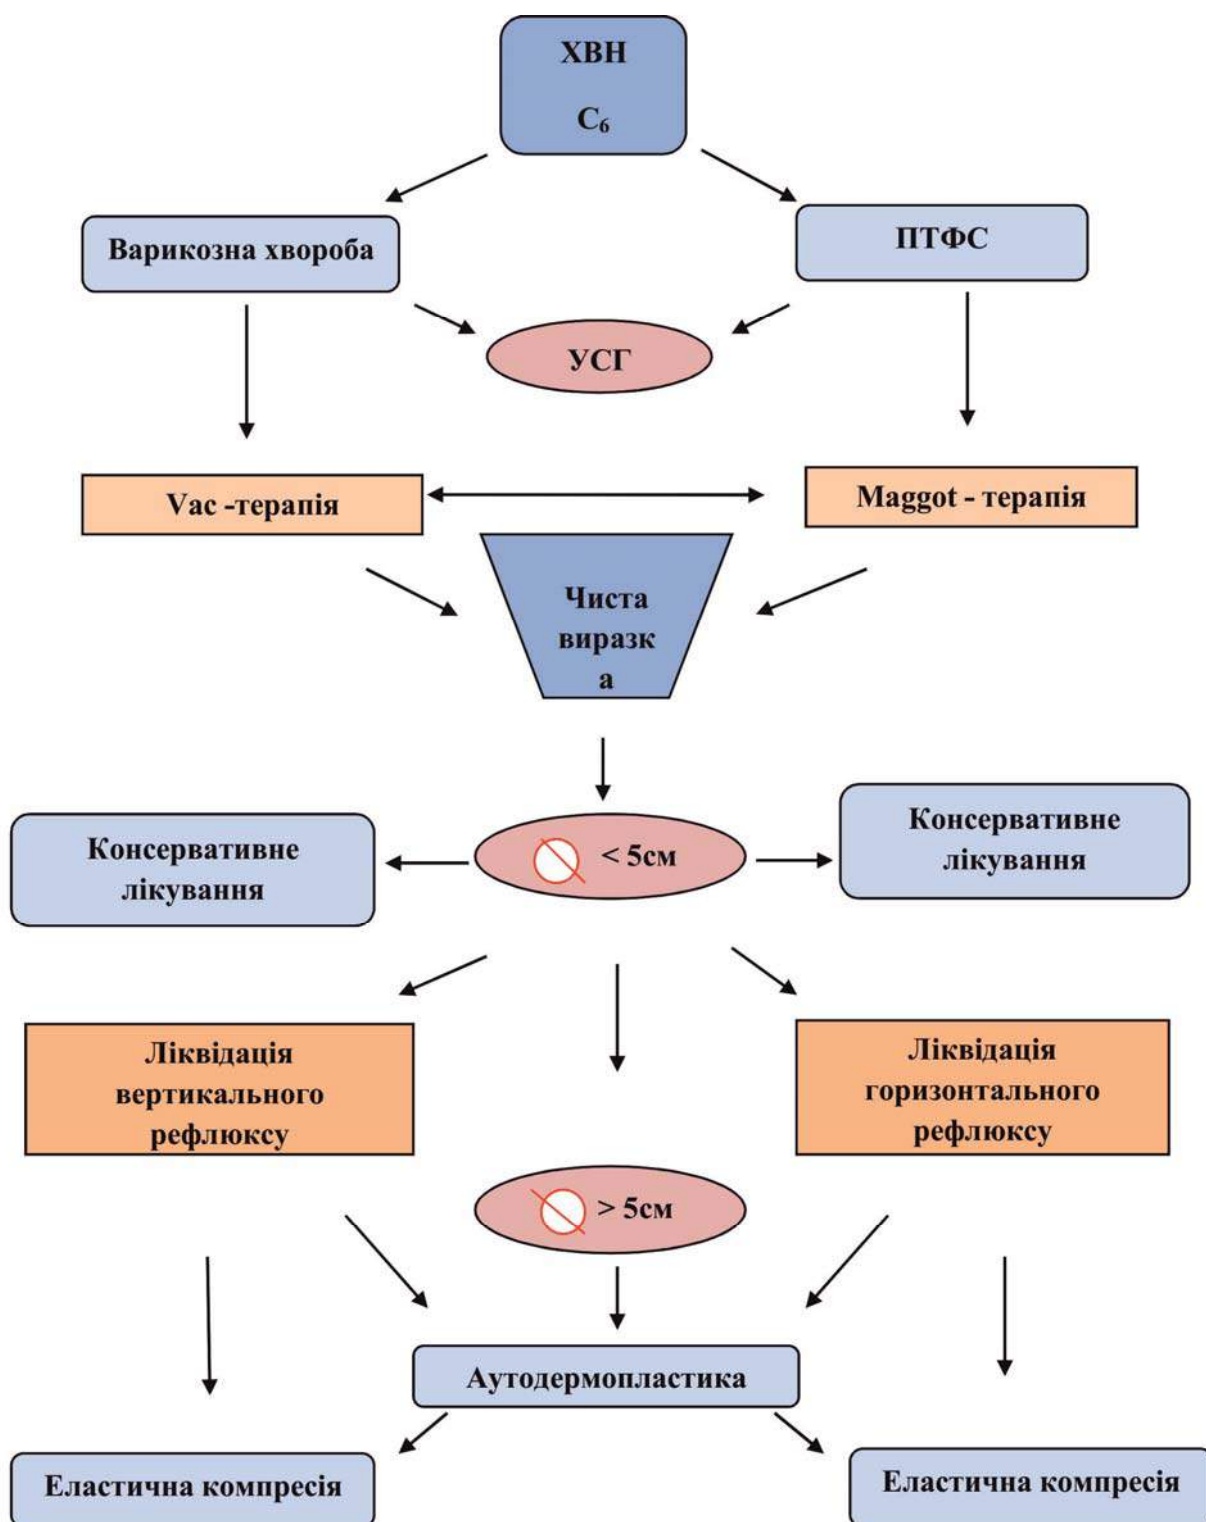 ХВН
С₆
Варикозна хвороба
ПТФС
УСГ
Vac -терапія
Maggot - терапія
Чиста
виразк
а
Консервативне
лікування
< 5см
Консервативне
лікування
Ліквідація
вертикального
рефлюксу
Ліквідація
горизонтального
рефлюксу
> 5см
Аутодермопластика
Еластична компресія
Еластична компресія